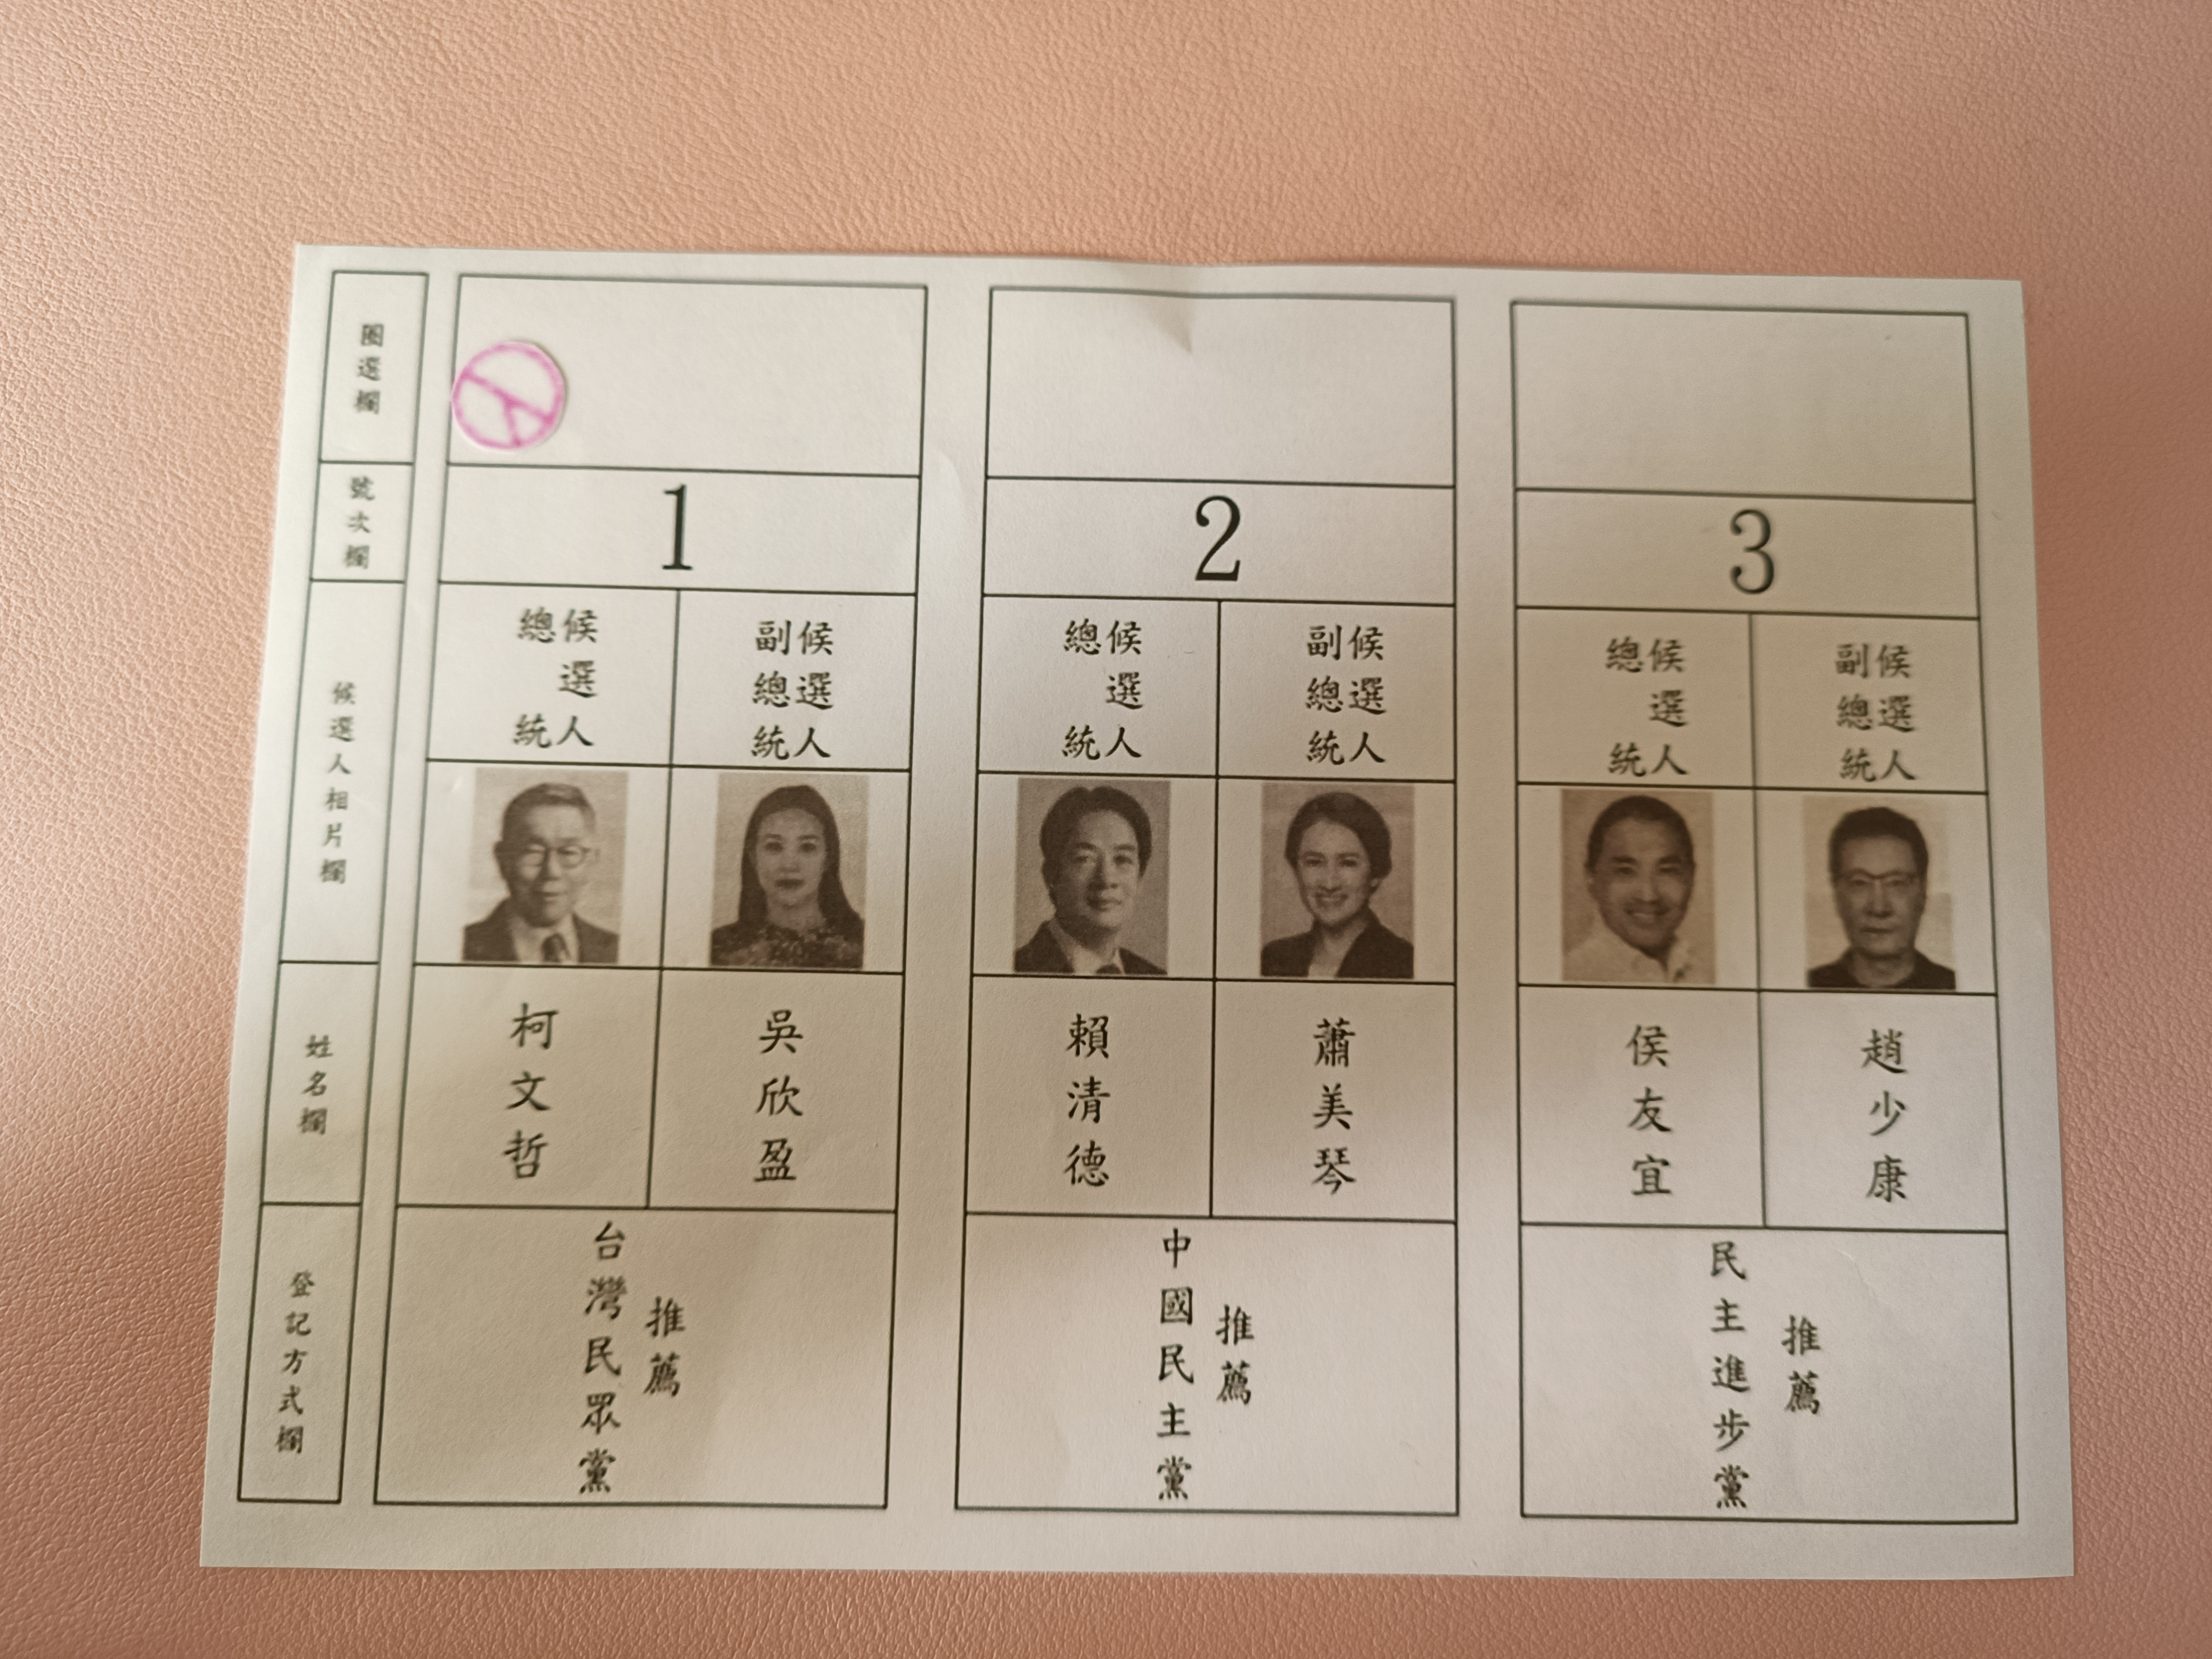 圈選欄
號次欄
候選人相片欄
姓名欄
登記方式欄
1
總統
候選人
副總統
候選人
柯文哲
吳欣盈
台灣民眾黨
推薦
2
總統
候選人
副總統
候選人
賴清德
蕭美琴
中國民主黨
推薦
3
總統
候選人
副總統
候選人
侯友宜
趙少康
民主進步黨
推薦